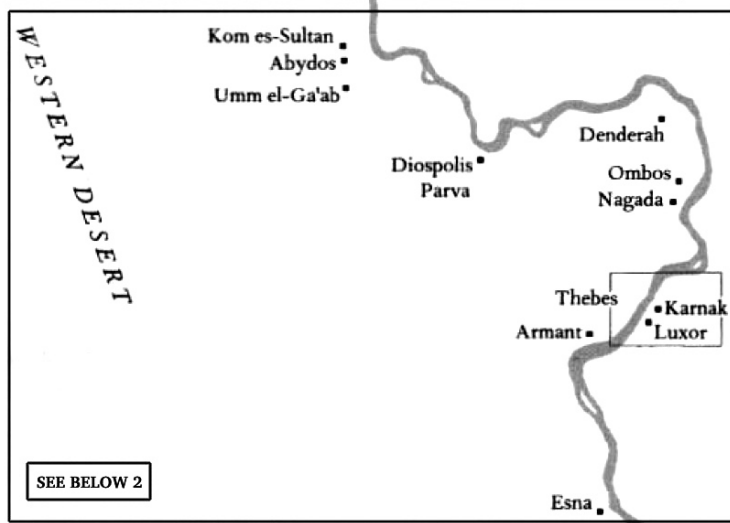 WESTERN DESERT
Kom es-Sultan
Abydos
Umm el-Ga'ab
Denderah
Diospolis
Parva
Ombos
Nagada
Thebes
Karnak
Armant
Luxor
SEE BELOW 2
Esna